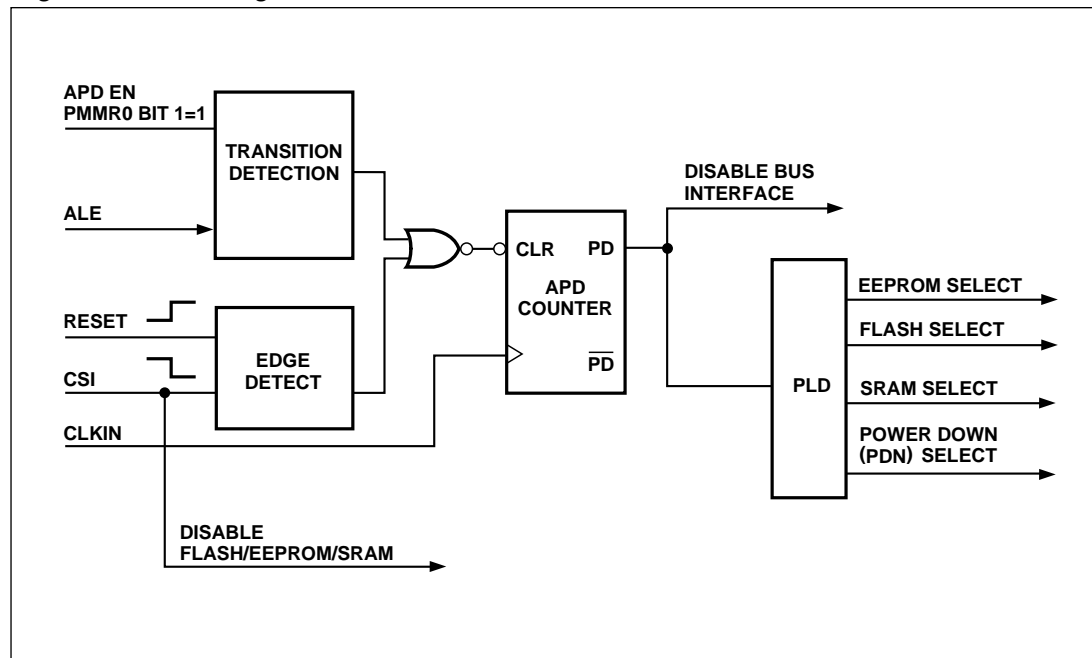 APD EN
PMMR0 BIT 1=1
TRANSITION
DETECTION
ALE
RESET
CSI
EDGE
DETECT
CLKIN
DISABLE
FLASH/EEPROM/SRAM
CLR
PD
APD
COUNTER
PD
DISABLE BUS
INTERFACE
PLD
EEPROM SELECT
FLASH SELECT
SRAM SELECT
POWER DOWN
(PDN) SELECT